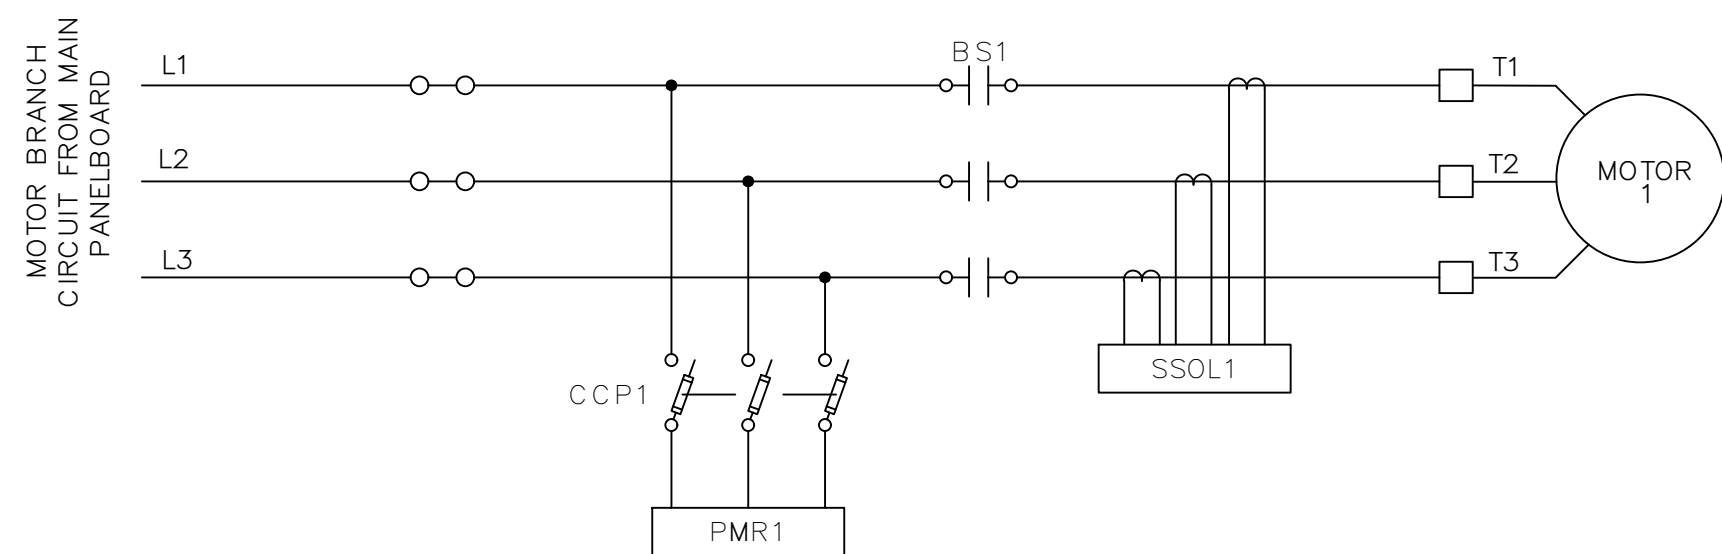 MOTOR BRANCH
CIRCUIT FROM MAIN
PANELBOARD
L1
BS1
T1
L2
T2
MOTOR
1
L3
T3
CCP1
SSOL1
PMR1